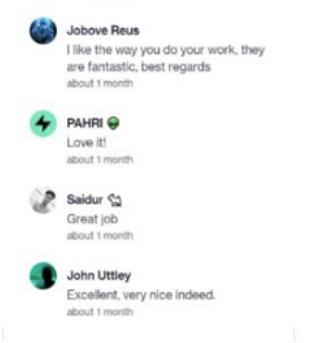 Jobove Reus
I like the way you do your work, they
are fantastic, best regards
about 1 month
PAHRI 👽
Love it!
about 1 month
Saidur 🐑
Great job
about 1 month
John Uttley
Excellent, very nice indeed.
about 1 month